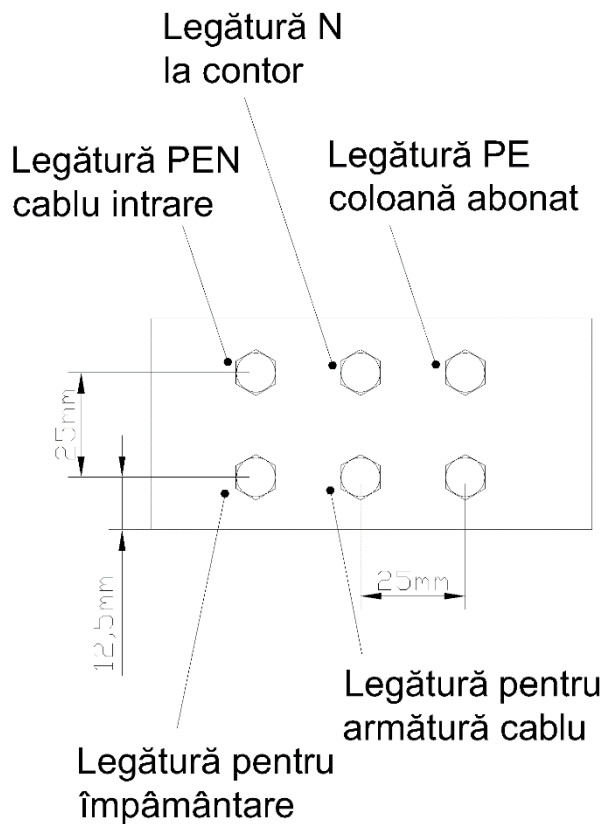 Legătură N
la contor
Legătură PEN
cablu intrare
Legătură PE
coloană abonat
25mm
25mm
12,5mm
Legătură pentru
armătură cablu
Legătură pentru
împâmântare